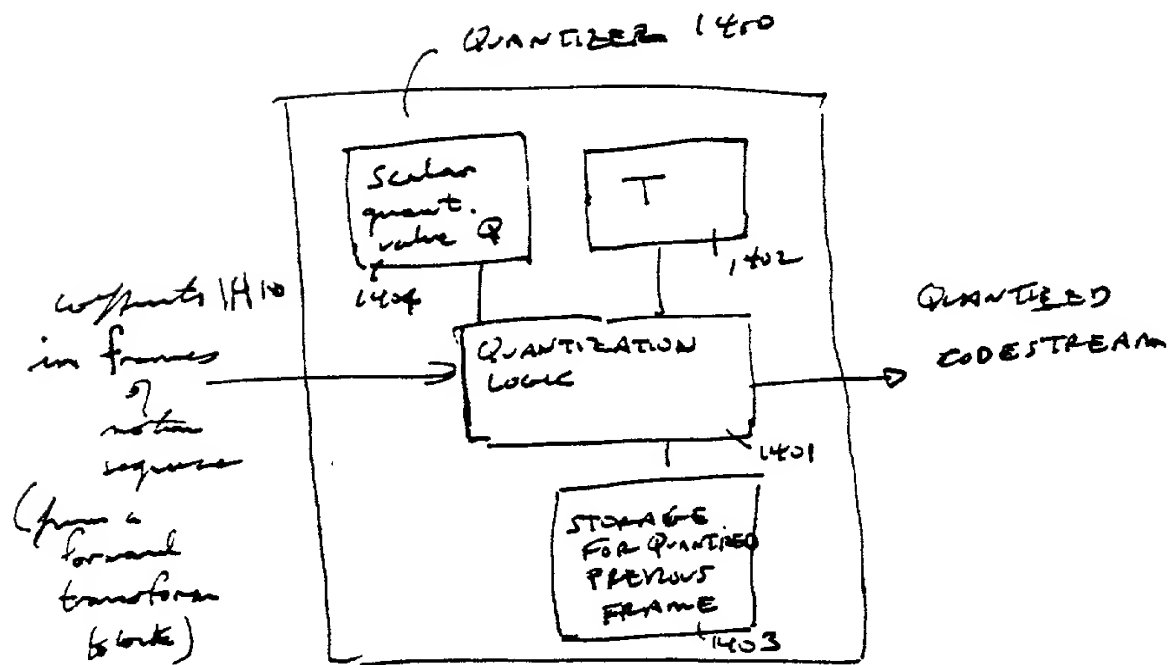 QUANTIZER 1400
Scalar
quant.
value Q
1404
T
1402
in frames
of
motion
sequence
(from a
forward
transform
block)
QUANTIZATION
LOGIC
1401
QUANTIZED
CODESTREAM
STORAGE
FOR QUANTIZED
PREVIOUS
FRAME
1403